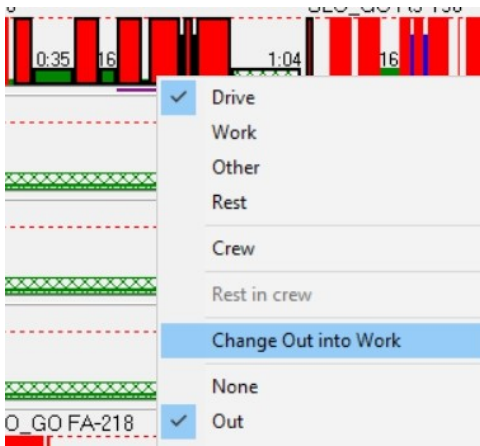 0:35 16 1:04 16
Drive
Work
Other
Rest
Crew
Rest in crew
Change Out into Work
None
O_GO FA-218
Out